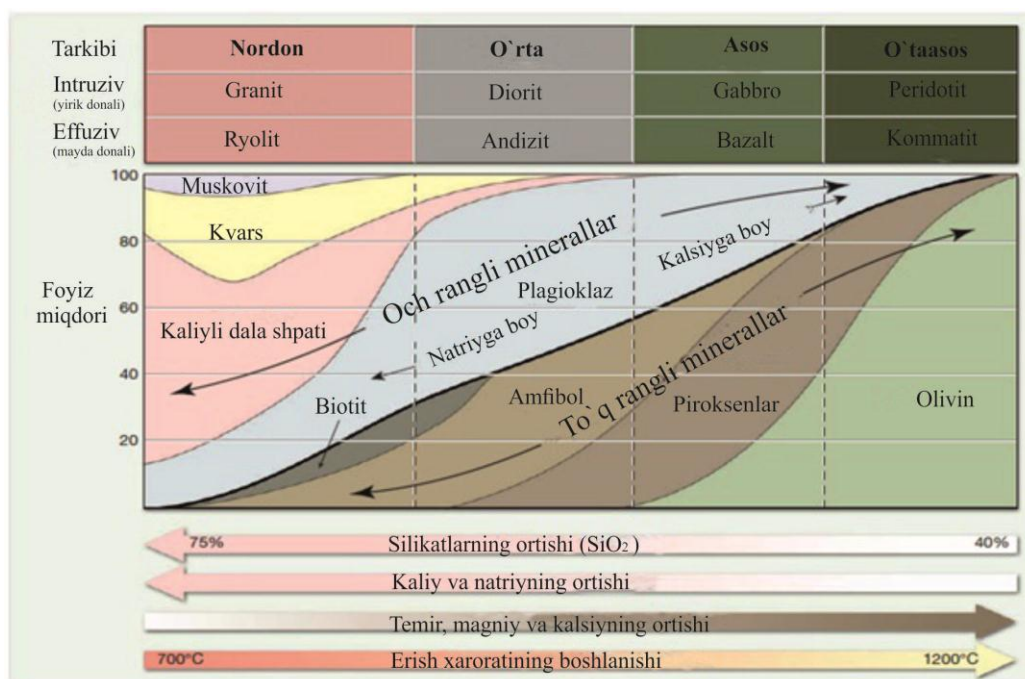 Tarkibi
Nordon
O`rta
Asos
O`taasos
Intruziv
(yirik donali)
Granit
Diorit
Gabbro
Peridotit
Effuziv
(mayda donali)
Ryolit
Andizit
Bazalt
Kommatit
Foyiz
miqdori
100
80
60
40
20
Muskovit
Kvars
Kaliyli dala shpati
Och rangli minerallar
Plagioklaz
Kalsiyga boy
Natriyga boy
Biotit
Amfibol
To`q rangli minerallar
Piroksenlar
Olivin
75%
Silikatlarning ortishi (SiO₂ )
40%
Kaliy va natriyning ortishi
Temir, magniy va kalsiyning ortishi
700°C
Erish xaroratining boshlanishi
1200°C